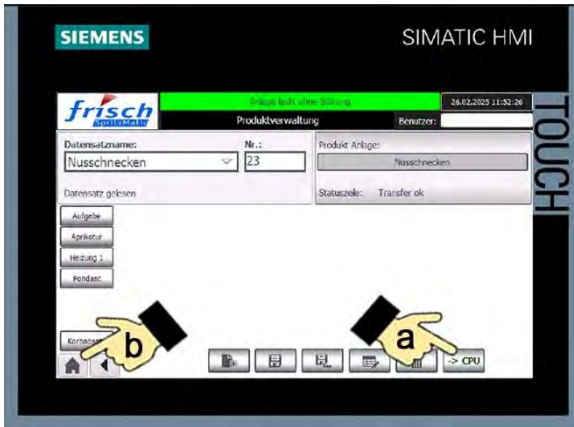 SIEMENS
SIMATIC HMI
TOUCH
frisch
SpritzMatic
Anlage läuft ohne Störung
26.02.2025 11:52:26
Produktverwaltung
Benutzer:
Datensatzname:
Nr.:
Nusschnecken
23
Datensatz gelesen
Produkt Anlage:
Nusschnecken
Statuszeile: Transfer ok
Aufgabe
Aprikotur
Heizung 1
Fondant
b
a
-> CPU